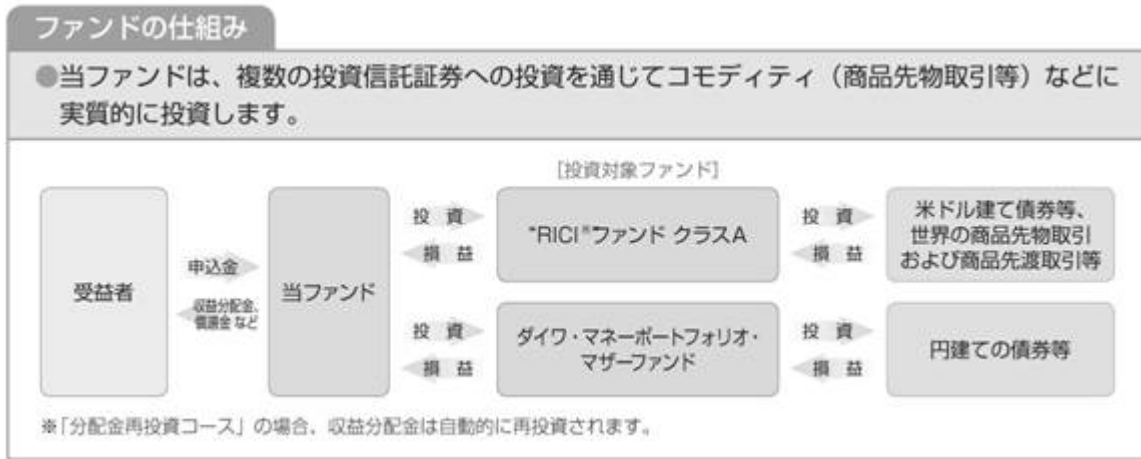 ファンドの仕組み
●当ファンドは、複数の投資信託証券への投資を通じてコモディティ（商品先物取引等）などに
実質的に投資します。
[投資対象ファンド]
受益者
申込金
収益分配金、
償還金 など
当ファンド
投 資
損 益
"RICI®"ファンド クラスA
投 資
損 益
米ドル建て債券等、
世界の商品先物取引
および商品先渡取引等
投 資
損 益
ダイワ・マネーポートフォリオ・
マザーファンド
投 資
損 益
円建ての債券等
※「分配金再投資コース」の場合、収益分配金は自動的に再投資されます。